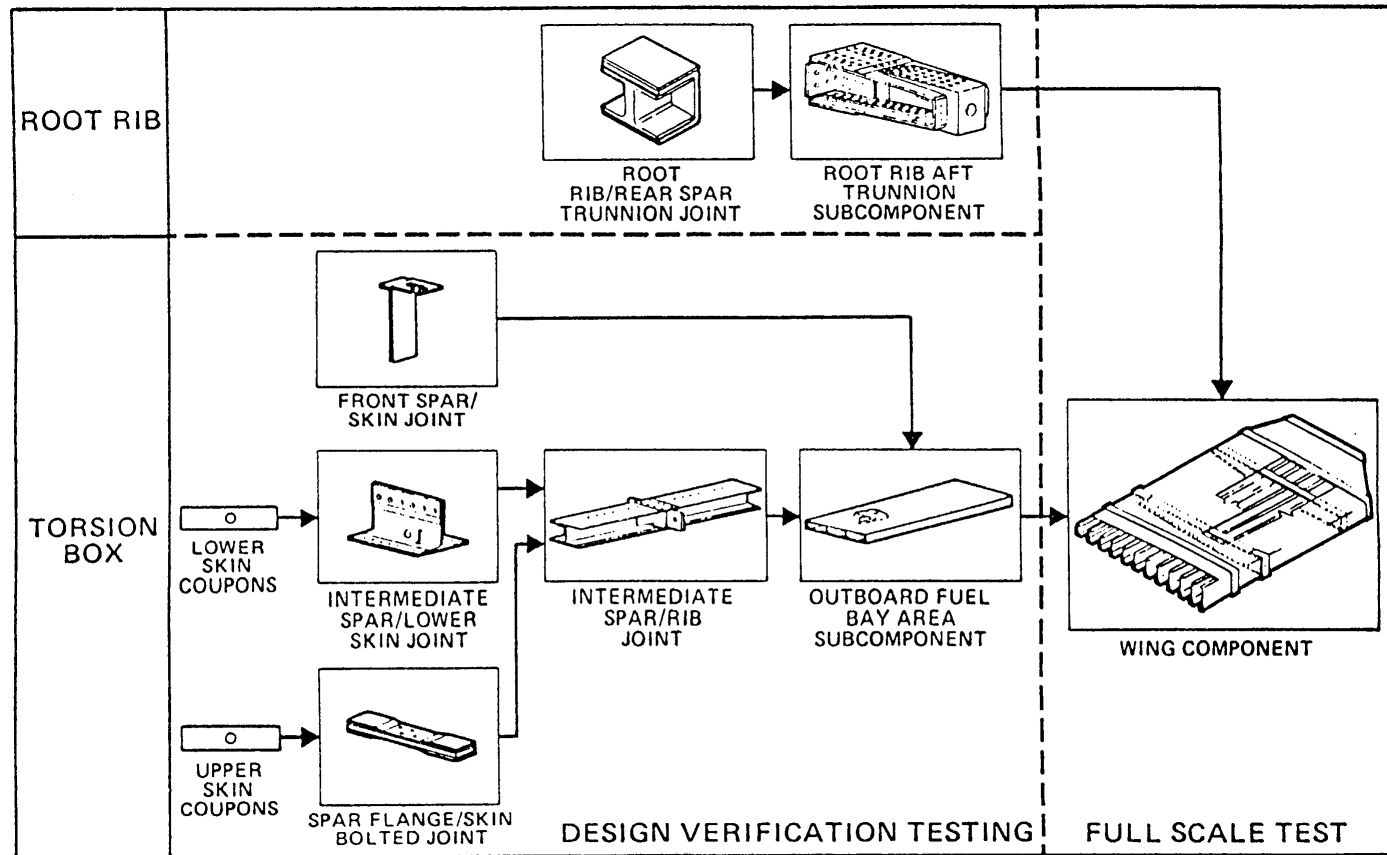 ROOT RIB
ROOT
RIB/REAR SPAR
TRUNNION JOINT
ROOT RIB AFT
TRUNNION
SUBCOMPONENT
FRONT SPAR/
SKIN JOINT
TORSION
BOX
LOWER
SKIN
COUPONS
INTERMEDIATE
SPAR/LOWER
SKIN JOINT
INTERMEDIATE
SPAR/RIB
JOINT
OUTBOARD FUEL
BAY AREA
SUBCOMPONENT
WING COMPONENT
UPPER
SKIN
COUPONS
SPAR FLANGE/SKIN
BOLTED JOINT
DESIGN VERIFICATION TESTING
FULL SCALE TEST